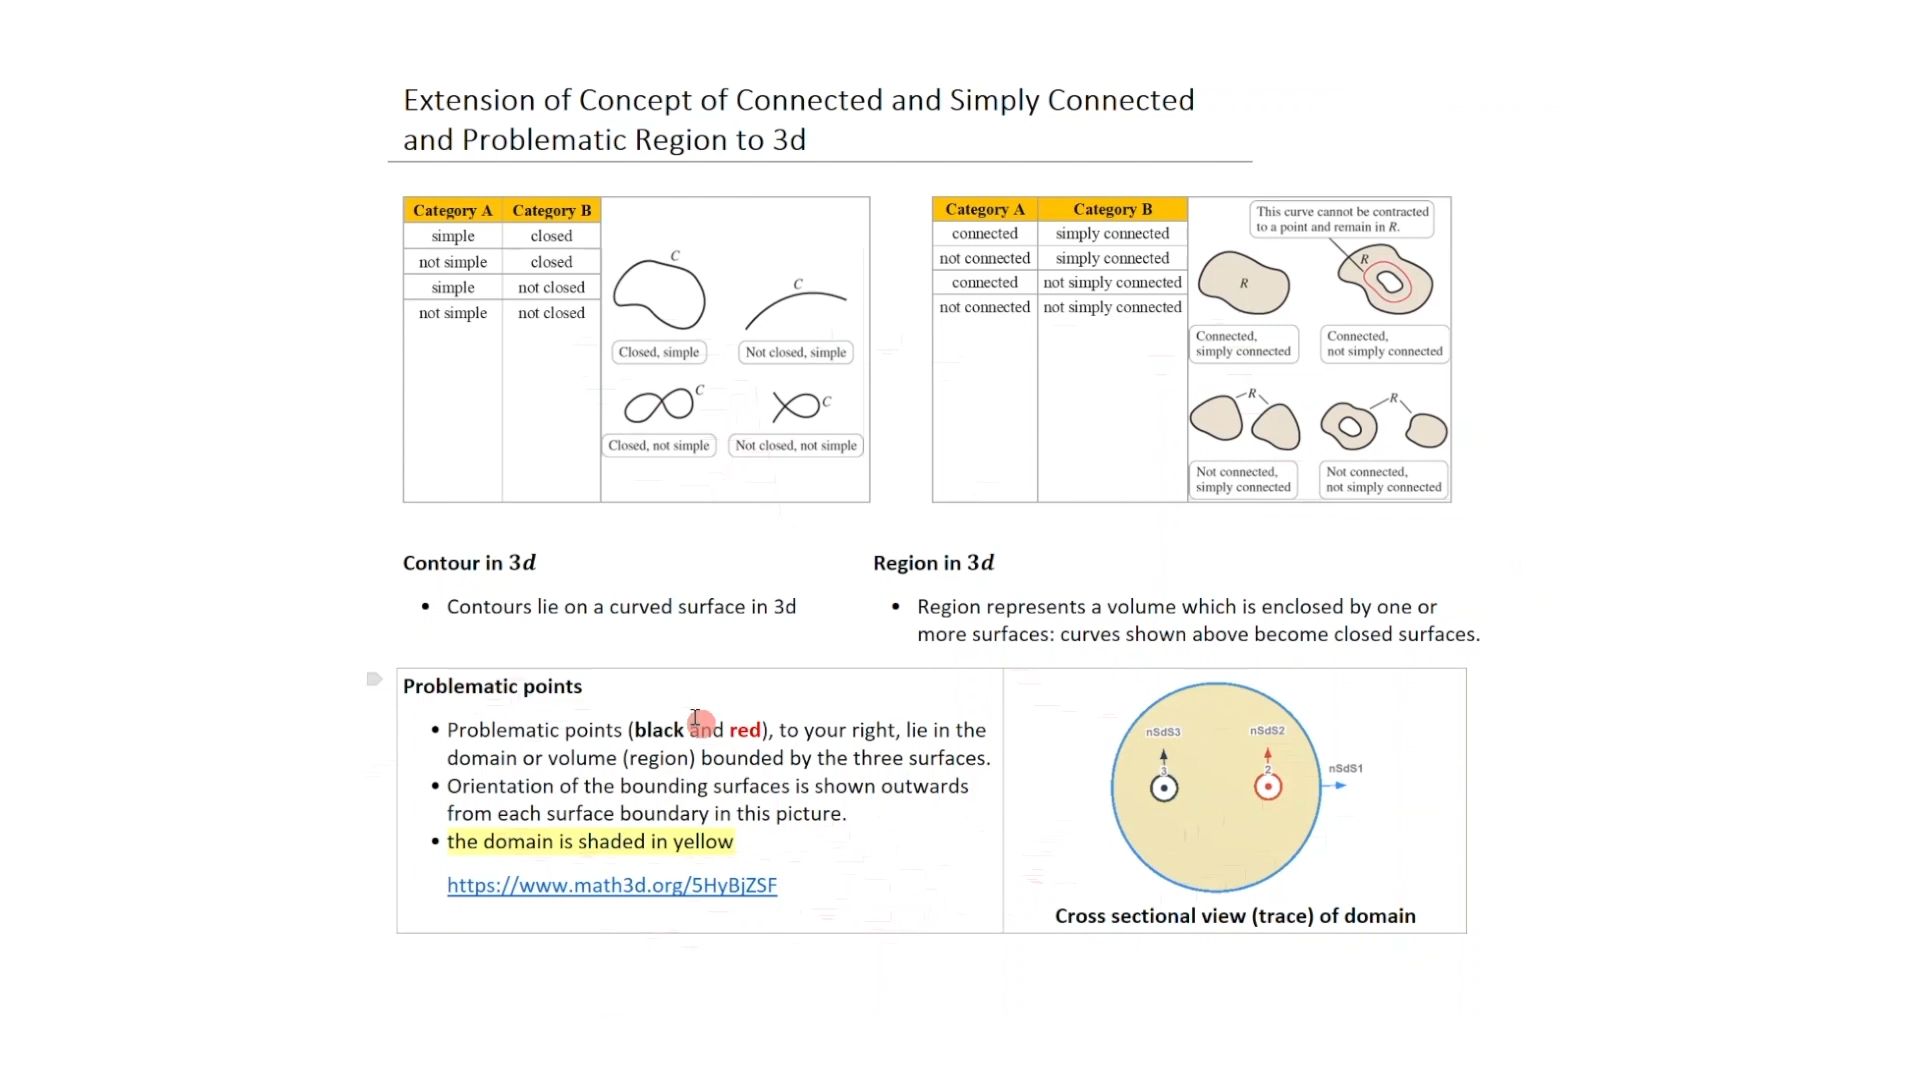 Extension of Concept of Connected and Simply Connected
and Problematic Region to 3d
Category A Category B
simple closed
not simple closed
simple not closed
not simple not closed
C
C
Closed, simple
Not closed, simple
C
C
Closed, not simple
Not closed, not simple
Category A Category B
connected simply connected
not connected simply connected
connected not simply connected
not connected not simply connected
This curve cannot be contracted
to a point and remain in R.
R
R
Connected,
simply connected
Connected,
not simply connected
R
R
Not connected,
simply connected
Not connected,
not simply connected
Contour in 3d
• Contours lie on a curved surface in 3d
Region in 3d
• Region represents a volume which is enclosed by one or
more surfaces: curves shown above become closed surfaces.
Problematic points
• Problematic points (black and red), to your right, lie in the
domain or volume (region) bounded by the three surfaces.
• Orientation of the bounding surfaces is shown outwards
from each surface boundary in this picture.
• the domain is shaded in yellow
https://www.math3d.org/5HyBjZSF
nSdS3
nSdS2
nSdS1
3
2
Cross sectional view (trace) of domain